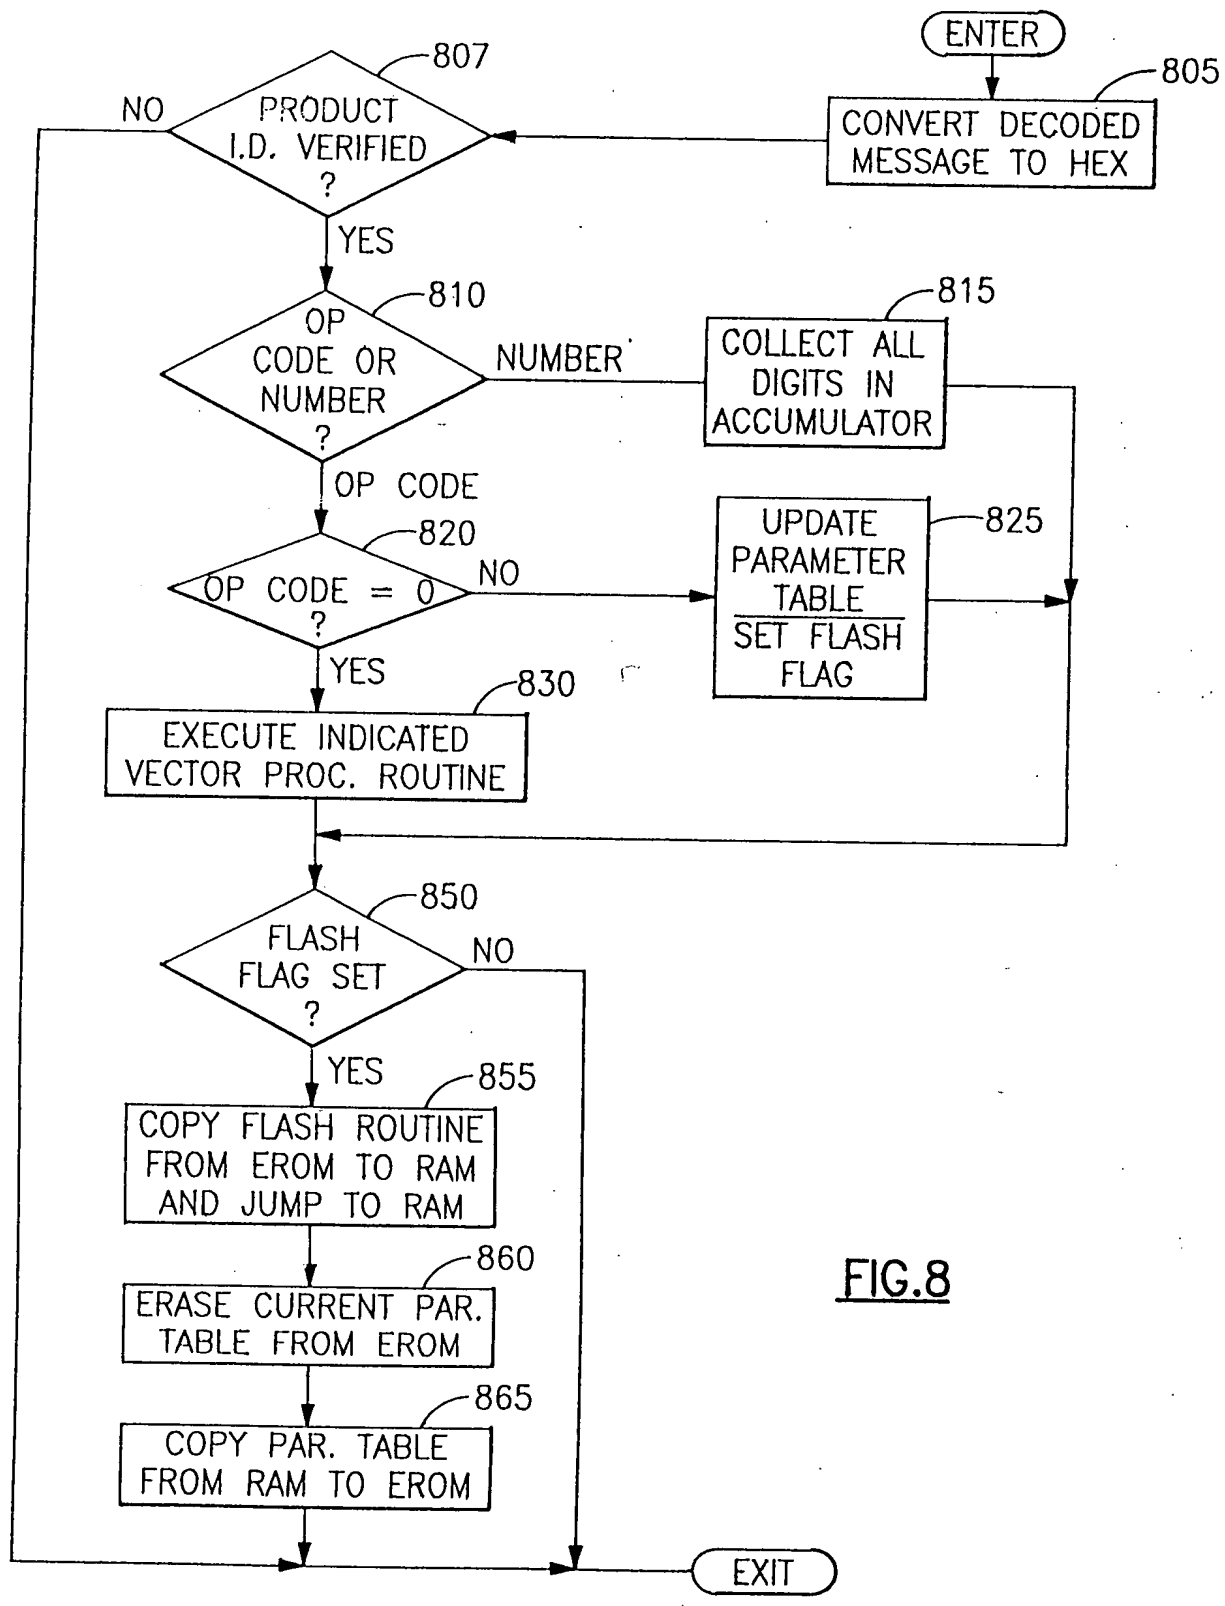 ENTER
805
CONVERT DECODED
MESSAGE TO HEX
807
PRODUCT
I.D. VERIFIED
?
NO
YES
810
OP
CODE OR
NUMBER
?
NUMBER
815
COLLECT ALL
DIGITS IN
ACCUMULATOR
OP CODE
820
OP CODE = 0
?
NO
825
UPDATE
PARAMETER
TABLE
SET FLASH
FLAG
YES
830
EXECUTE INDICATED
VECTOR PROC. ROUTINE
850
FLASH
FLAG SET
?
NO
YES
855
COPY FLASH ROUTINE
FROM EROM TO RAM
AND JUMP TO RAM
860
ERASE CURRENT PAR.
TABLE FROM EROM
865
COPY PAR. TABLE
FROM RAM TO EROM
EXIT
FIG.8